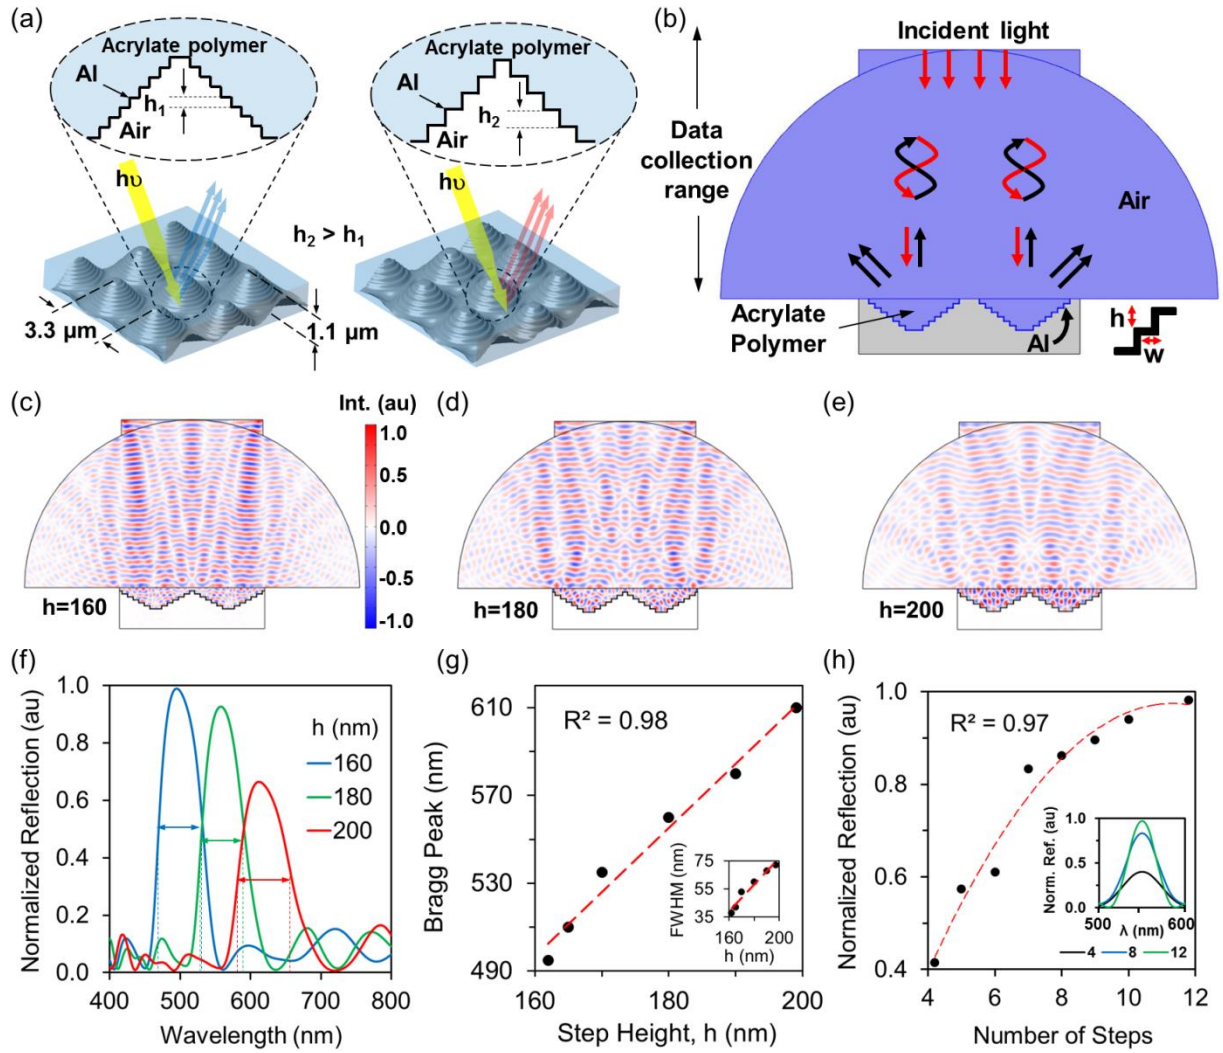 (a)
Acrylate polymer
Al
h1
Air
hυ
3.3 μm
1.1 μm
h2 > h1
Acrylate polymer
Al
h2
Air
hυ
(b)
Incident light
Data
collection
range
Air
Acrylate
Polymer
Al
h
w
(c)
h=160
Int. (au)
1.0
0.5
0.0
-0.5
-1.0
(d)
h=180
(e)
h=200
(f)
Normalized Reflection (au)
1.0
0.8
0.6
0.4
0.2
0.0
400 500 600 700 800
Wavelength (nm)
h (nm)
160
180
200
(g)
Bragg Peak (nm)
610
570
530
490
160 180 200
Step Height, h (nm)
R² = 0.98
FWHM (nm)
75
55
35
160 200
h (nm)
(h)
Normalized Reflection (au)
1.0
0.8
0.6
0.4
4 6 8 10 12
Number of Steps
R² = 0.97
Norm. Ref. (au)
1.0
0.5
0.0
500 600
λ (nm)
4 8 12